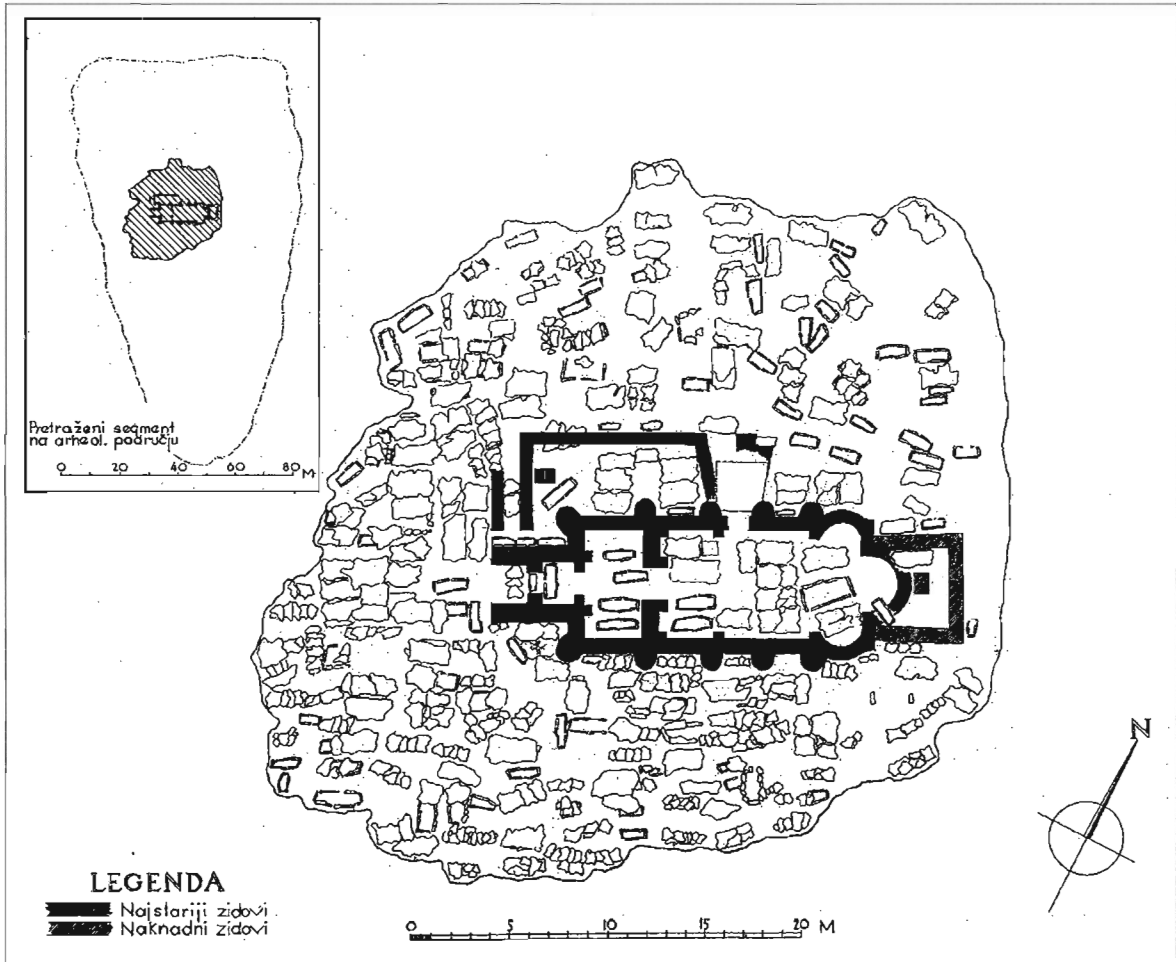 Pretraženi segment
na arheol. području
0 20 40 60 80 M
N
LEGENDA
Najstariji zidovi
Naknadni zidovi
0 5 10 15 20 M